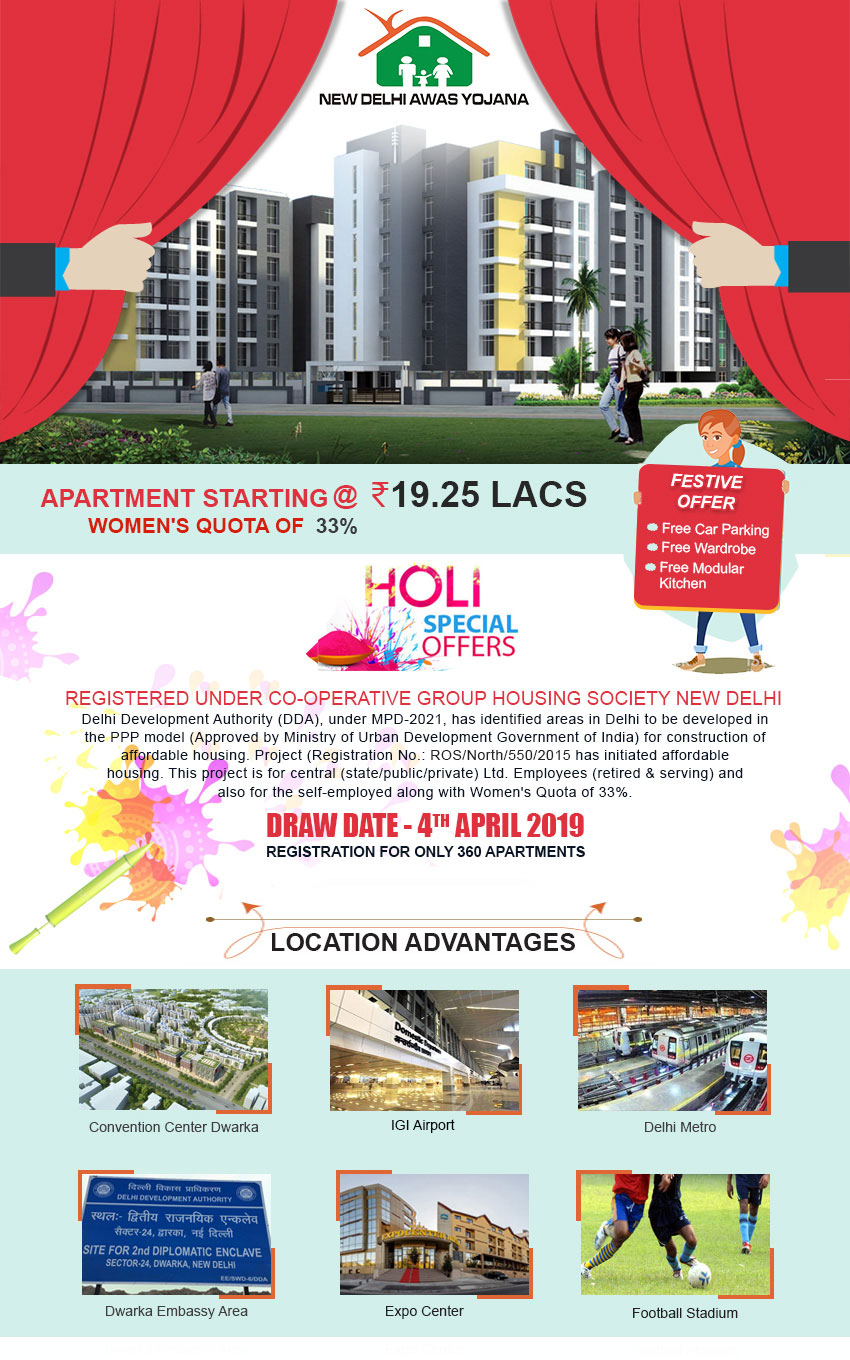 NEW DELHI AWAS YOJANA
APARTMENT STARTING @ ₹19.25 LACS
WOMEN'S QUOTA OF 33%
FESTIVE
OFFER
Free Car Parking
Free Wardrobe
Free Modular
Kitchen
HOLI
SPECIAL
OFFERS
REGISTERED UNDER CO-OPERATIVE GROUP HOUSING SOCIETY NEW DELHI
Delhi Development Authority (DDA), under MPD-2021, has identified areas in Delhi to be developed in
the PPP model (Approved by Ministry of Urban Development Government of India) for construction of
affordable housing. Project (Registration No.: ROS/North/550/2015 has initiated affordable
housing. This project is for central (state/public/private) Ltd. Employees (retired & serving) and
also for the self-employed along with Women's Quota of 33%.
DRAW DATE - 4TH APRIL 2019
REGISTRATION FOR ONLY 360 APARTMENTS
LOCATION ADVANTAGES
Domestic
Convention Center Dwarka
IGI Airport
Delhi Metro
दिल्ली विकास प्राधिकरण
DELHI DEVELOPMENT AUTHORITY
स्थलः- द्वितीय राजनयिक एन्कलेव
सैक्टर-24, द्वारका, नई दिल्ली
SITE FOR 2nd DIPLOMATIC ENCLAVE
SECTOR-24, DWARKA, NEW DELHI
EE/SWD-6/DDA
Dwarka Embassy Area
Expo Center
Football Stadium